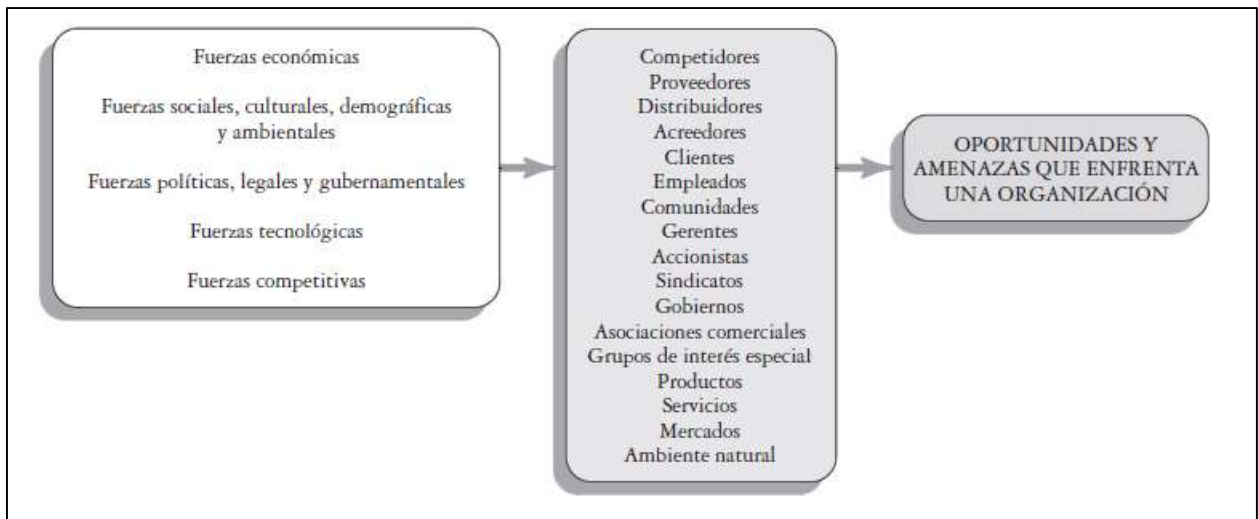 Fuerzas económicas
Fuerzas sociales, culturales, demográficas
y ambientales
Fuerzas políticas, legales y gubernamentales
Fuerzas tecnológicas
Fuerzas competitivas
Competidores
Proveedores
Distribuidores
Acreedores
Clientes
Empleados
Comunidades
Gerentes
Accionistas
Sindicatos
Gobiernos
Asociaciones comerciales
Grupos de interés especial
Productos
Servicios
Mercados
Ambiente natural
OPORTUNIDADES Y
AMENAZAS QUE ENFRENTA
UNA ORGANIZACIÓN